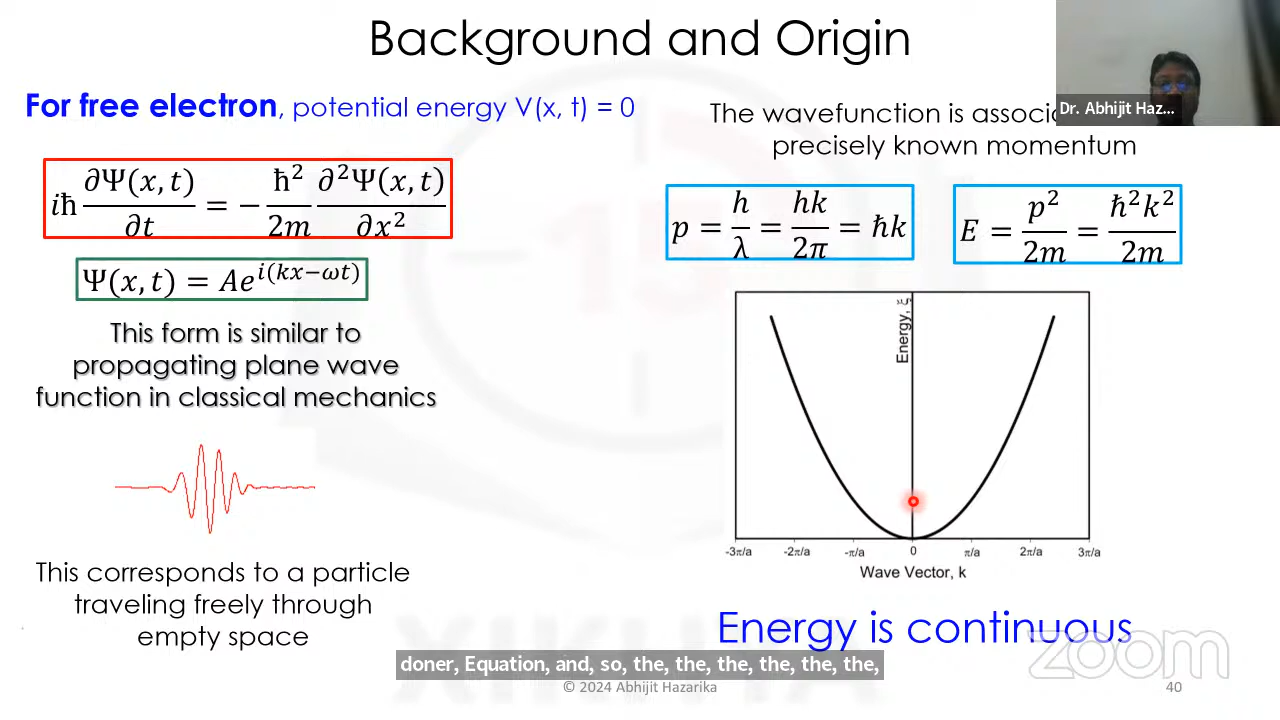 Background and Origin
For free electron, potential energy V(x, t) = 0
iħ ∂Ψ(x, t)/∂t = − ħ²/2m ∂²Ψ(x, t)/∂x²
Ψ(x, t) = Ae^{i(kx−ωt)}
This form is similar to
propagating plane wave
function in classical mechanics
This corresponds to a particle
traveling freely through
empty space
The wavefunction is associa
precisely known momentum
Dr. Abhijit Haz...
p = h/λ = hk/2π = ħk
E = p²/2m = ħ²k²/2m
Energy, ξ
-3π/a -2π/a -π/a 0 π/a 2π/a 3π/a
Wave Vector, k
Energy is continuous
zoom
doner, Equation, and, so, the, the, the, the, the, the,
© 2024 Abhijit Hazarika
40